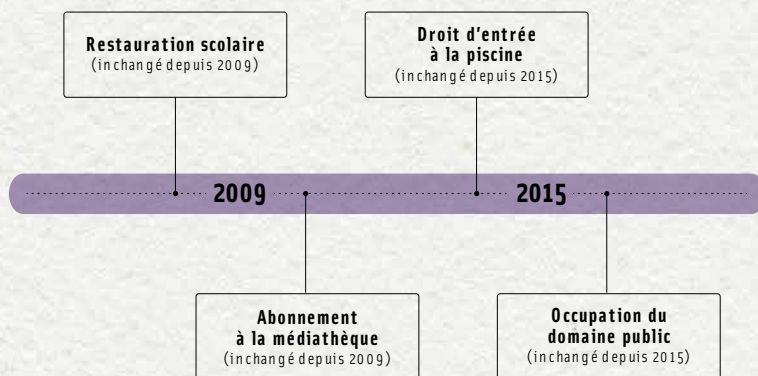 Restauration scolaire
(inchangé depuis 2009)
Droit d'entrée
à la piscine
(inchangé depuis 2015)
2009
2015
Abonnement
à la médiathèque
(inchangé depuis 2009)
Occupation du
domaine public
(inchangé depuis 2015)